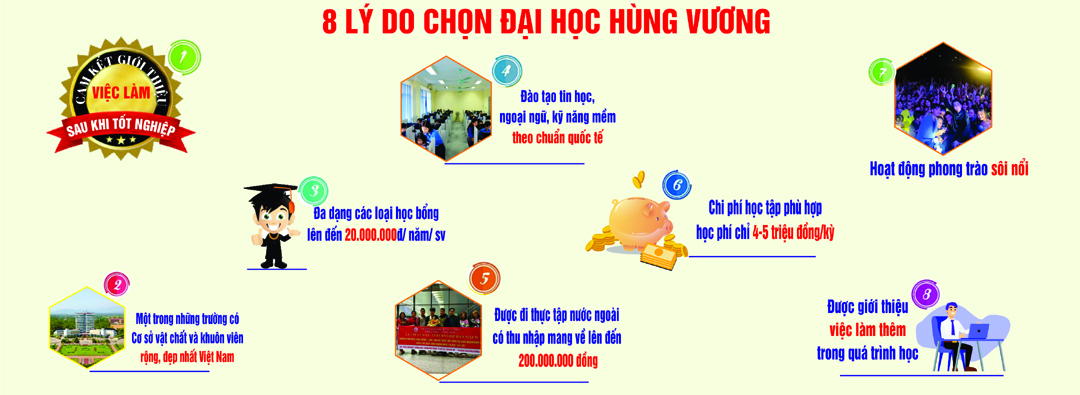 8 LÝ DO CHỌN ĐẠI HỌC HÙNG VƯƠNG
1
CAM KẾT GIỚI THIỆU
VIỆC LÀM
SAU KHI TỐT NGHIỆP
2
Một trong những trường có
Cơ sở vật chất và khuôn viên
rộng, đẹp nhất Việt Nam
3
Đa dạng các loại học bổng
lên đến 20.000.000đ/ năm/ sv
4
Đào tạo tin học,
ngoại ngữ, kỹ năng mềm
theo chuẩn quốc tế
5
Được đi thực tập nước ngoài
có thu nhập mang về lên đến
200.000.000 đồng
6
Chi phí học tập phù hợp
học phí chỉ 4-5 triệu đồng/kỳ
7
Hoạt động phong trào sôi nổi
8
Được giới thiệu
việc làm thêm
trong quá trình học